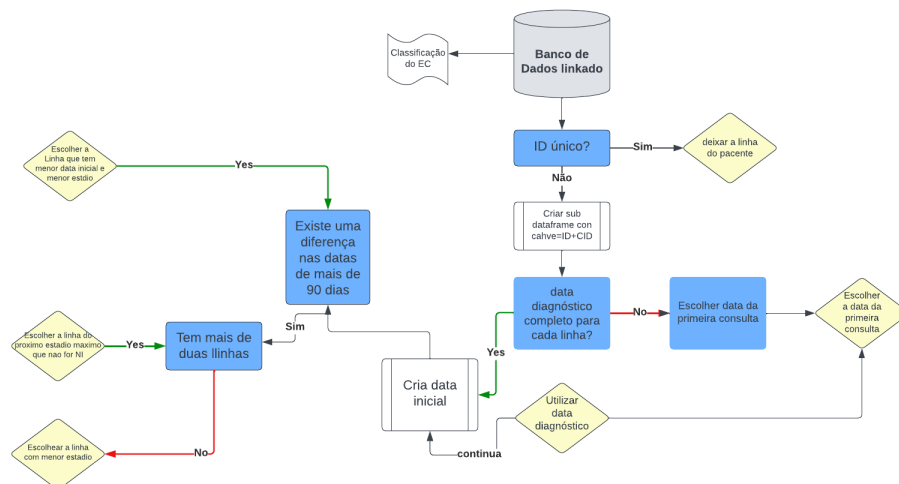 Banco de
Dados linkado
Classificação
do EC
ID único?
Sim
deixar a linha
do pacente
Não
Escolher a
Linha que tem
menor data inicial e
menor estdio
Yes
Criar sub
dataframe con
cahve=ID+CID
Existe uma
diferença
nas datas
de mais de
90 dias
data
diagnóstico
completo para
cada linha?
No
Escolher data da
primeira consulta
Escolher
a data da
primeira
consulta
Sim
Escolher a linha do
proximo estadio maximo
que nao for NI
Yes
Tem mais de
duas llinhas
Yes
Cria data
inicial
Utilizar
data
diagnóstico
continua
No
Escolhear a linha
com menor estadio